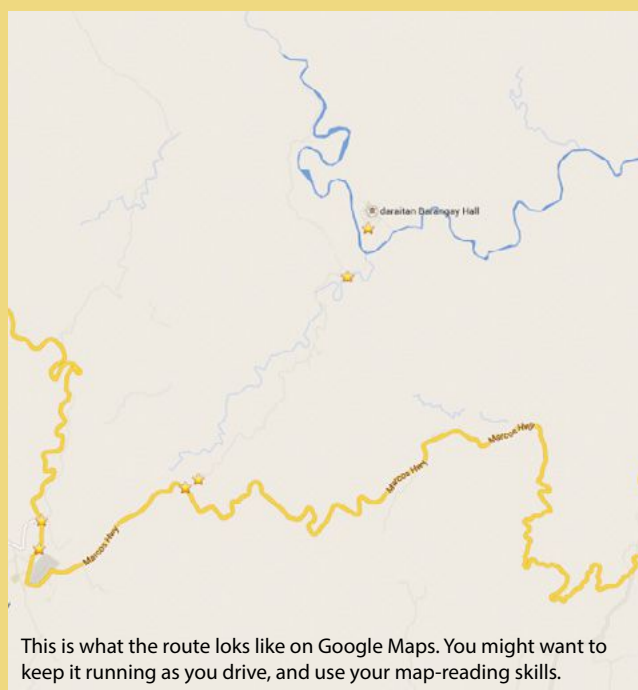 daraitan Barangay Hall
Marcos Hwy
Marcos Hwy
Marcos Hwy
This is what the route loks like on Google Maps. You might want to
keep it running as you drive, and use your map-reading skills.